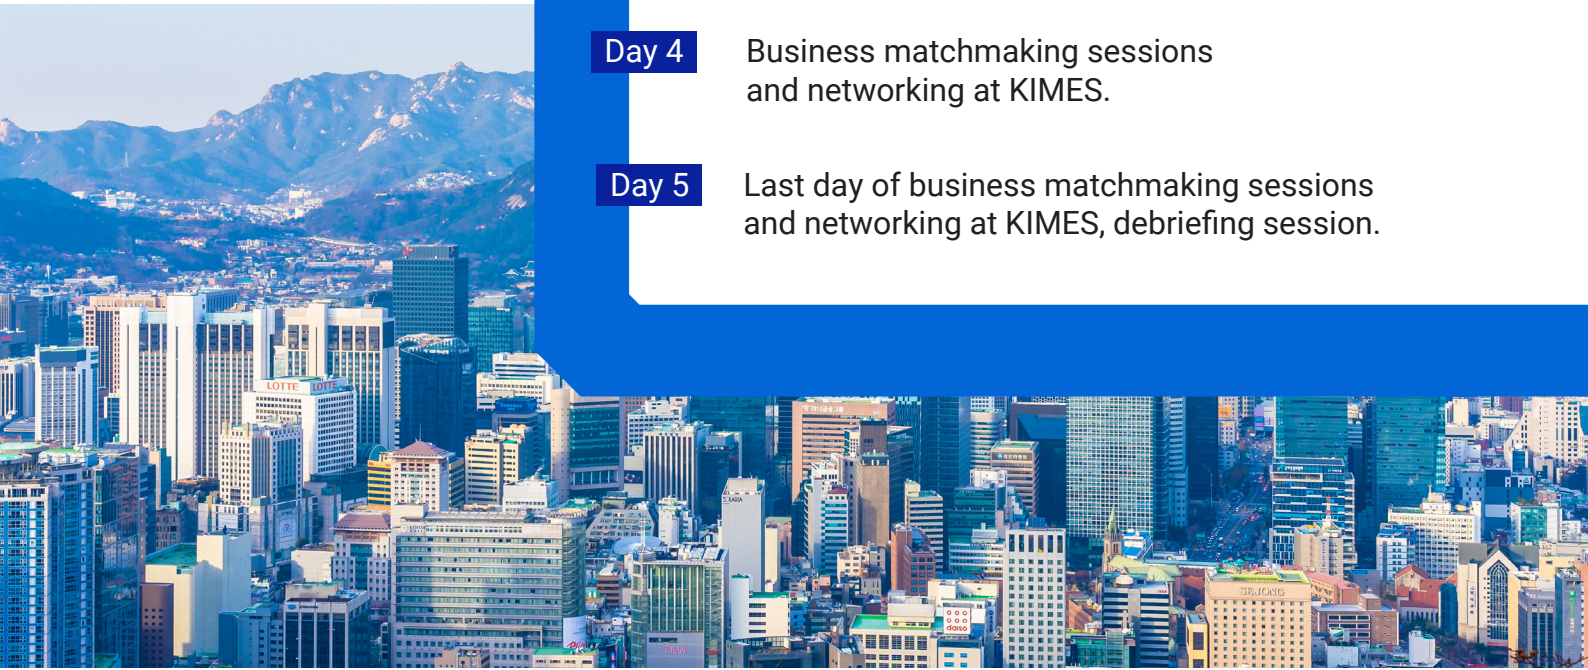 Day 4
Business matchmaking sessions
and networking at KIMES.
Day 5
Last day of business matchmaking sessions
and networking at KIMES, debriefing session.
LOTTE
LOTTE
SEJONG
daiso